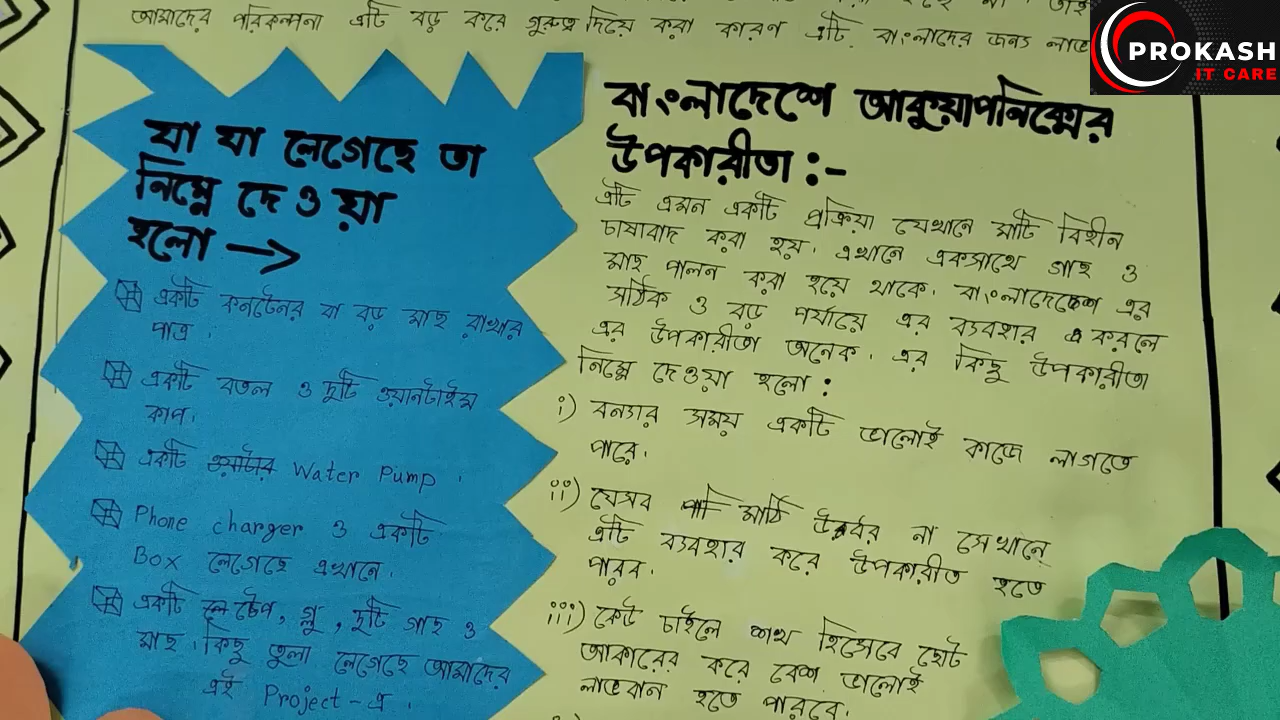 আমাদের পরিকল্পনা এটি বড় করে গুরুত্ব দিয়ে করা কারণ এটি বাংলাদের জন্য লাভ
PROKASH
IT CARE
যা যা লেগেছে তা
নিম্নে দেওয়া
হলো →
একটি কনটেনর বা বড় মাছ রাখার
পাত্র।
একটি বতল ও দুটি ওয়ানটাইম
কাপ।
একটি Water Pump।
Phone charger ও একটি
Box লেগেছে এখানে।
একটি টেপ, গ্লু, দুটি গাছ ও
মাছ। কিছু তুলা লেগেছে আমাদের
এই Project-এ।
বাংলাদেশে আকুয়াপনিক্সের
উপকারীতা :-
এটি এমন একটি প্রক্রিয়া যেখানে মাটি বিহীন
চাষাবাদ করা হয়। এখানে একসাথে গাছ ও
মাছ পালন করা হয়ে থাকে। বাংলাদেশে এর
সঠিক ও বড় পর্যায়ে এর ব্যবহার করলে
এর উপকারীতা অনেক। এর কিছু উপকারীতা
নিম্নে দেওয়া হলো :
i) বন্যার সময় একটি ভালোই কাজে লাগতে
পারে।
ii) যেসব মাঠি উর্বর না সেখানে
এটি ব্যবহার করে উপকারীত হতে
পারব।
iii) কেউ চাইলে শখ হিসেবে ছোট
আকারের করে বেশ ভালোই
লাভবান হতে পারবে।